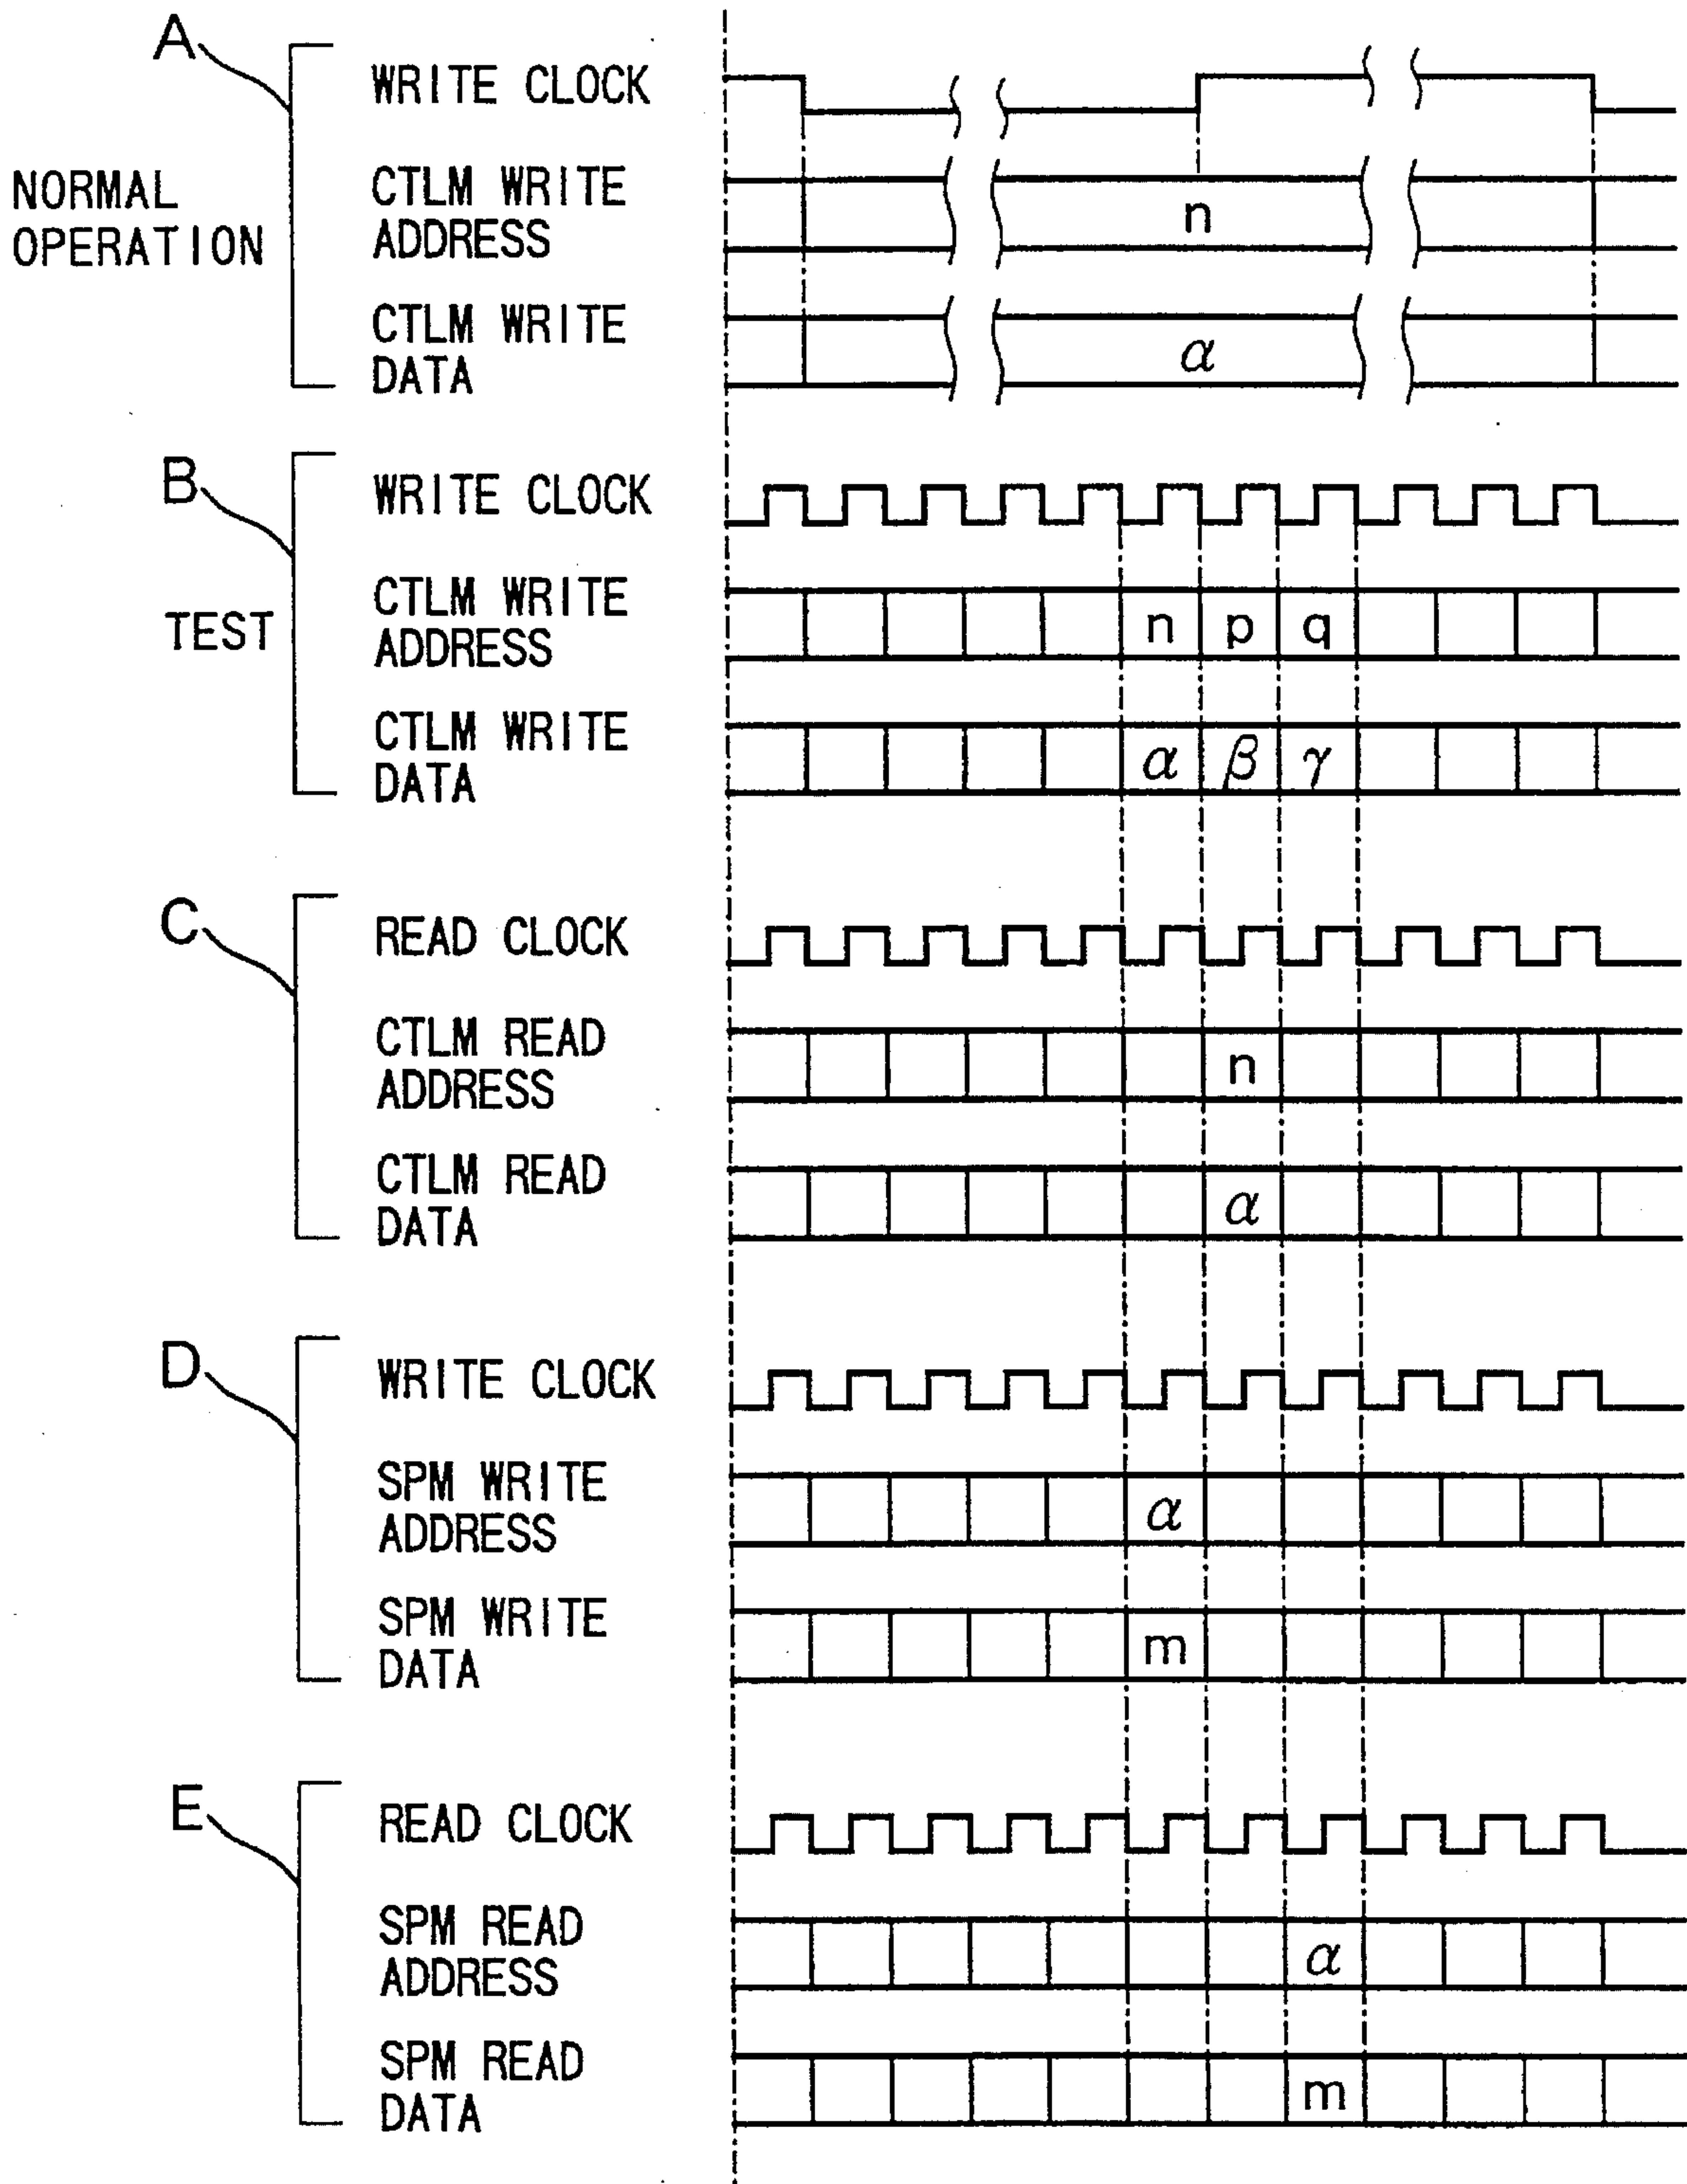 A
WRITE CLOCK
NORMAL
OPERATION
CTLM WRITE
ADDRESS
n
CTLM WRITE
DATA
α
B
WRITE CLOCK
TEST
CTLM WRITE
ADDRESS
n p q
CTLM WRITE
DATA
α β γ
C
READ CLOCK
CTLM READ
ADDRESS
n
CTLM READ
DATA
α
D
WRITE CLOCK
SPM WRITE
ADDRESS
α
SPM WRITE
DATA
m
E
READ CLOCK
SPM READ
ADDRESS
α
SPM READ
DATA
m